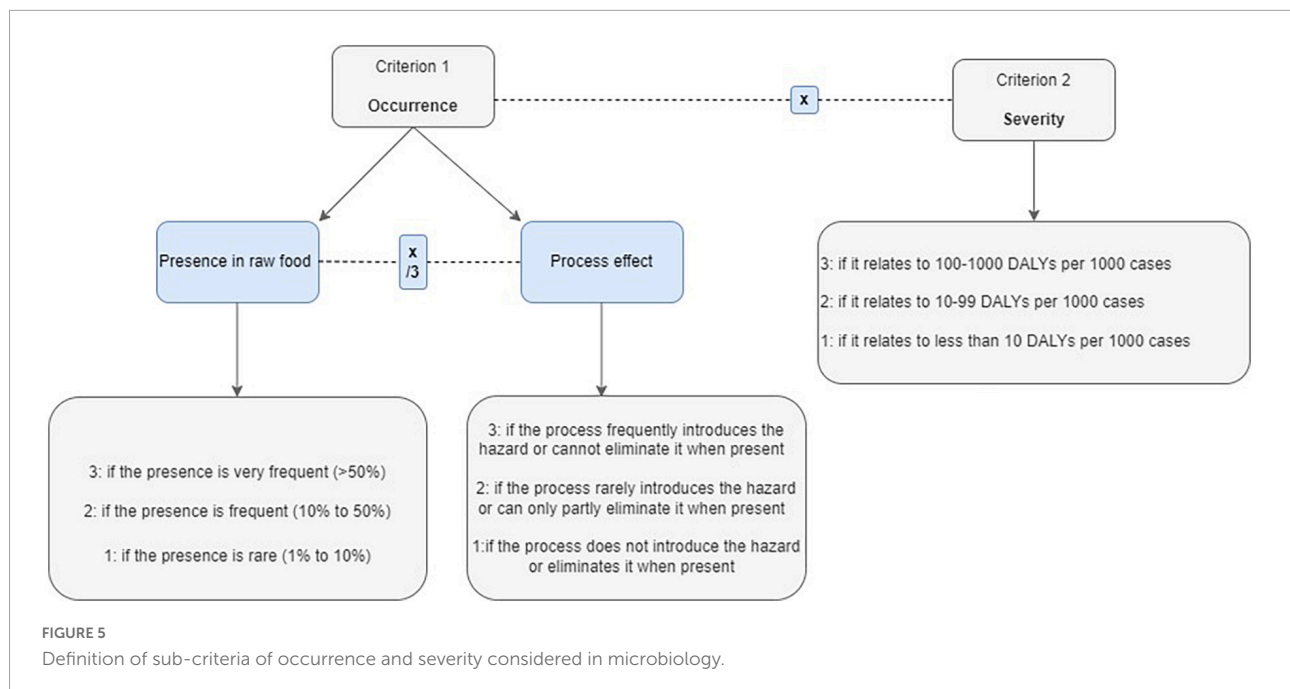 Criterion 1
Occurrence
x
Criterion 2
Severity
Presence in raw food
x
/3
Process effect
3: if it relates to 100-1000 DALYs per 1000 cases
2: if it relates to 10-99 DALYs per 1000 cases
1: if it relates to less than 10 DALYs per 1000 cases
3: if the presence is very frequent (>50%)
2: if the presence is frequent (10% to 50%)
1: if the presence is rare (1% to 10%)
3: if the process frequently introduces the
hazard or cannot eliminate it when present
2: if the process rarely introduces the hazard
or can only partly eliminate it when present
1:if the process does not introduce the hazard
or eliminates it when present
FIGURE 5
Definition of sub-criteria of occurrence and severity considered in microbiology.